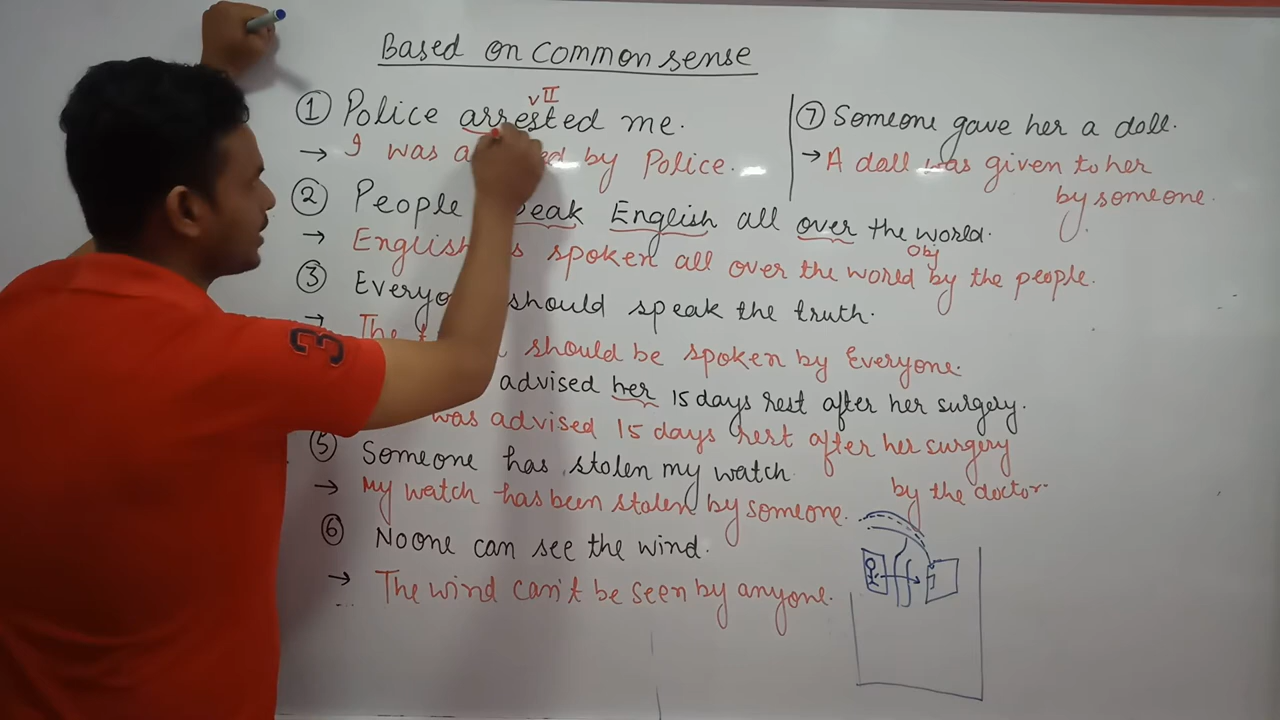 Based on Common sense
VII
① Police arrested me.
→ I was by Police.
② People English all over the world.
Obj
→ English spoken all over the world by the people.
③ should speak the truth.
→ The should be spoken by Everyone.
advised her 15 days rest after her surgery.
was advised 15 days rest after her surgery
by the doctor.
⑤ Someone has stolen my watch
→ My watch has been stolen by someone.
⑥ Noone can see the wind.
→ The wind can't be seen by anyone.
⑦ Someone gave her a doll.
→ A doll was given to her
by someone.
3